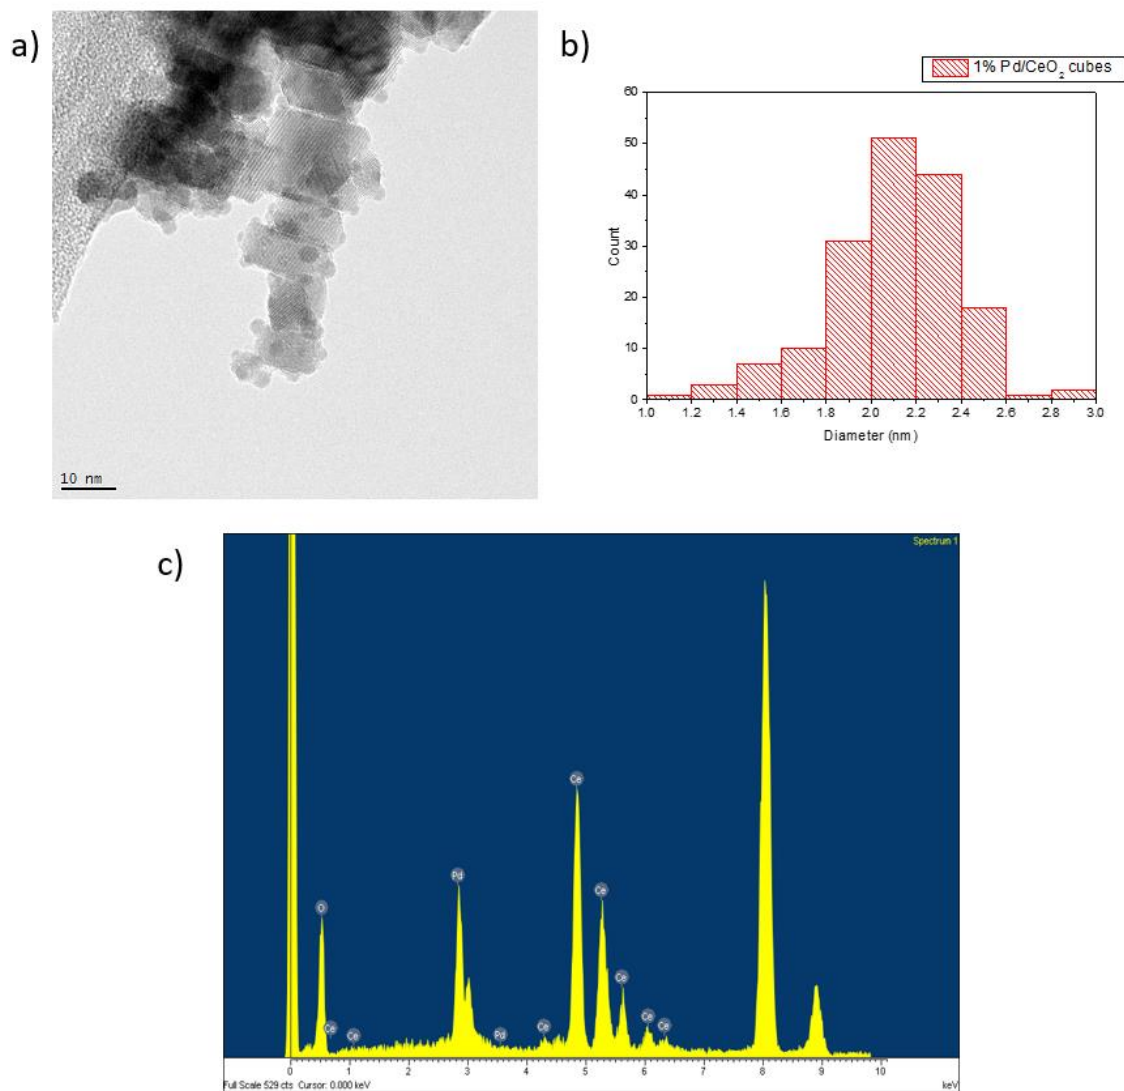 a)
10 nm
b)
1% Pd/CeO₂ cubes
60
50
40
30
20
10
0
Count
1.0 1.2 1.4 1.6 1.8 2.0 2.2 2.4 2.6 2.8 3.0
Diameter (nm)
c)
Spectrum 1
Ce
Pd
Ce
O
Ce
Ce
Ce
Pd
Ce
Ce
Ce
0 1 2 3 4 5 6 7 8 9 10
Full Scale 529 cts Cursor: 0.000 keV
keV